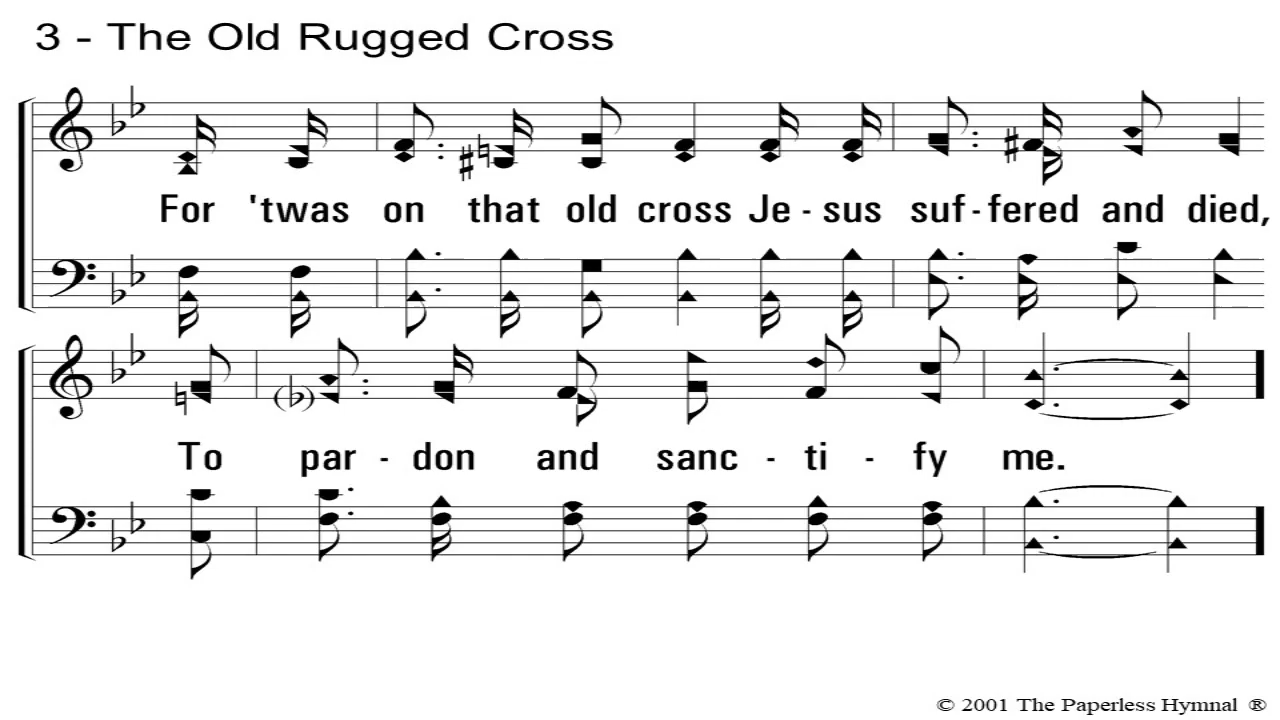 3 - The Old Rugged Cross
For 'twas on that old cross Je - sus suf - fered and died,
To par - don and sanc - ti - fy me.
© 2001 The Paperless Hymnal ®